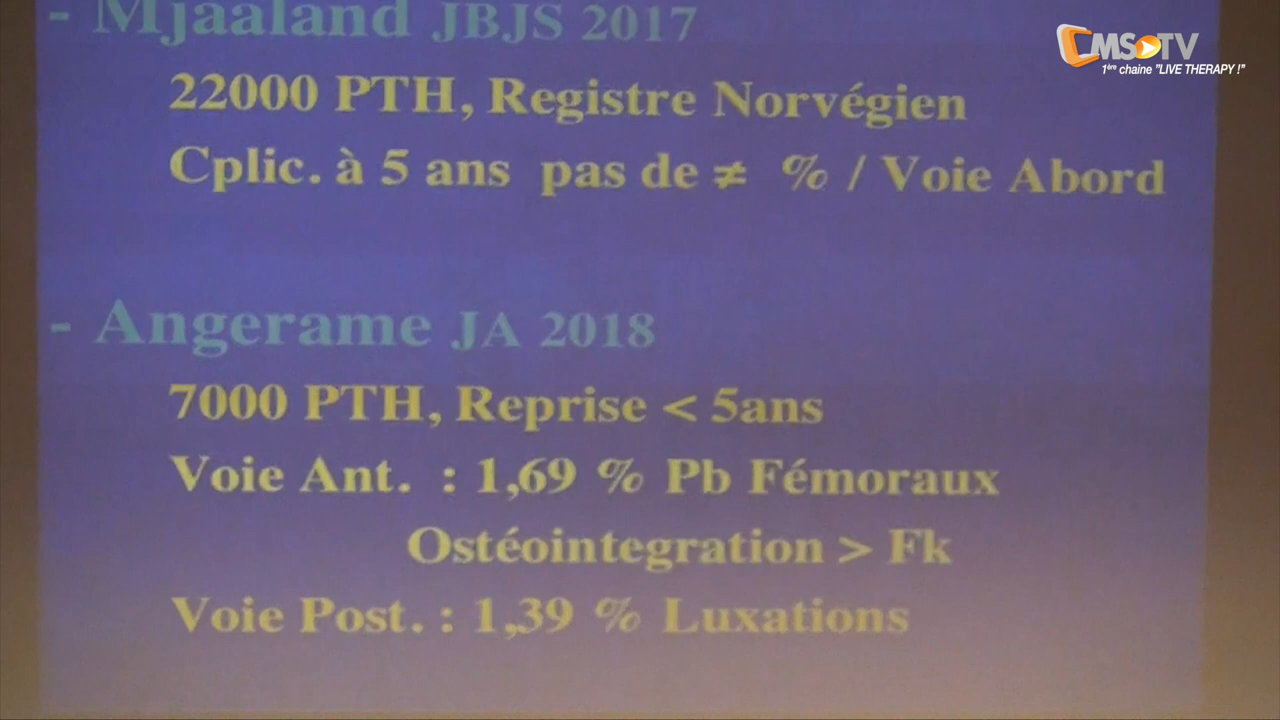 - Mjaaland JBJS 2017
CMS TV
1ère chaine "LIVE THERAPY !"
22000 PTH, Registre Norvégien
Cplic. à 5 ans pas de ≠ % / Voie Abord
- Angerame JA 2018
7000 PTH, Reprise < 5ans
Voie Ant. : 1,69 % Pb Fémoraux
Ostéointegration > Fk
Voie Post. : 1,39 % Luxations